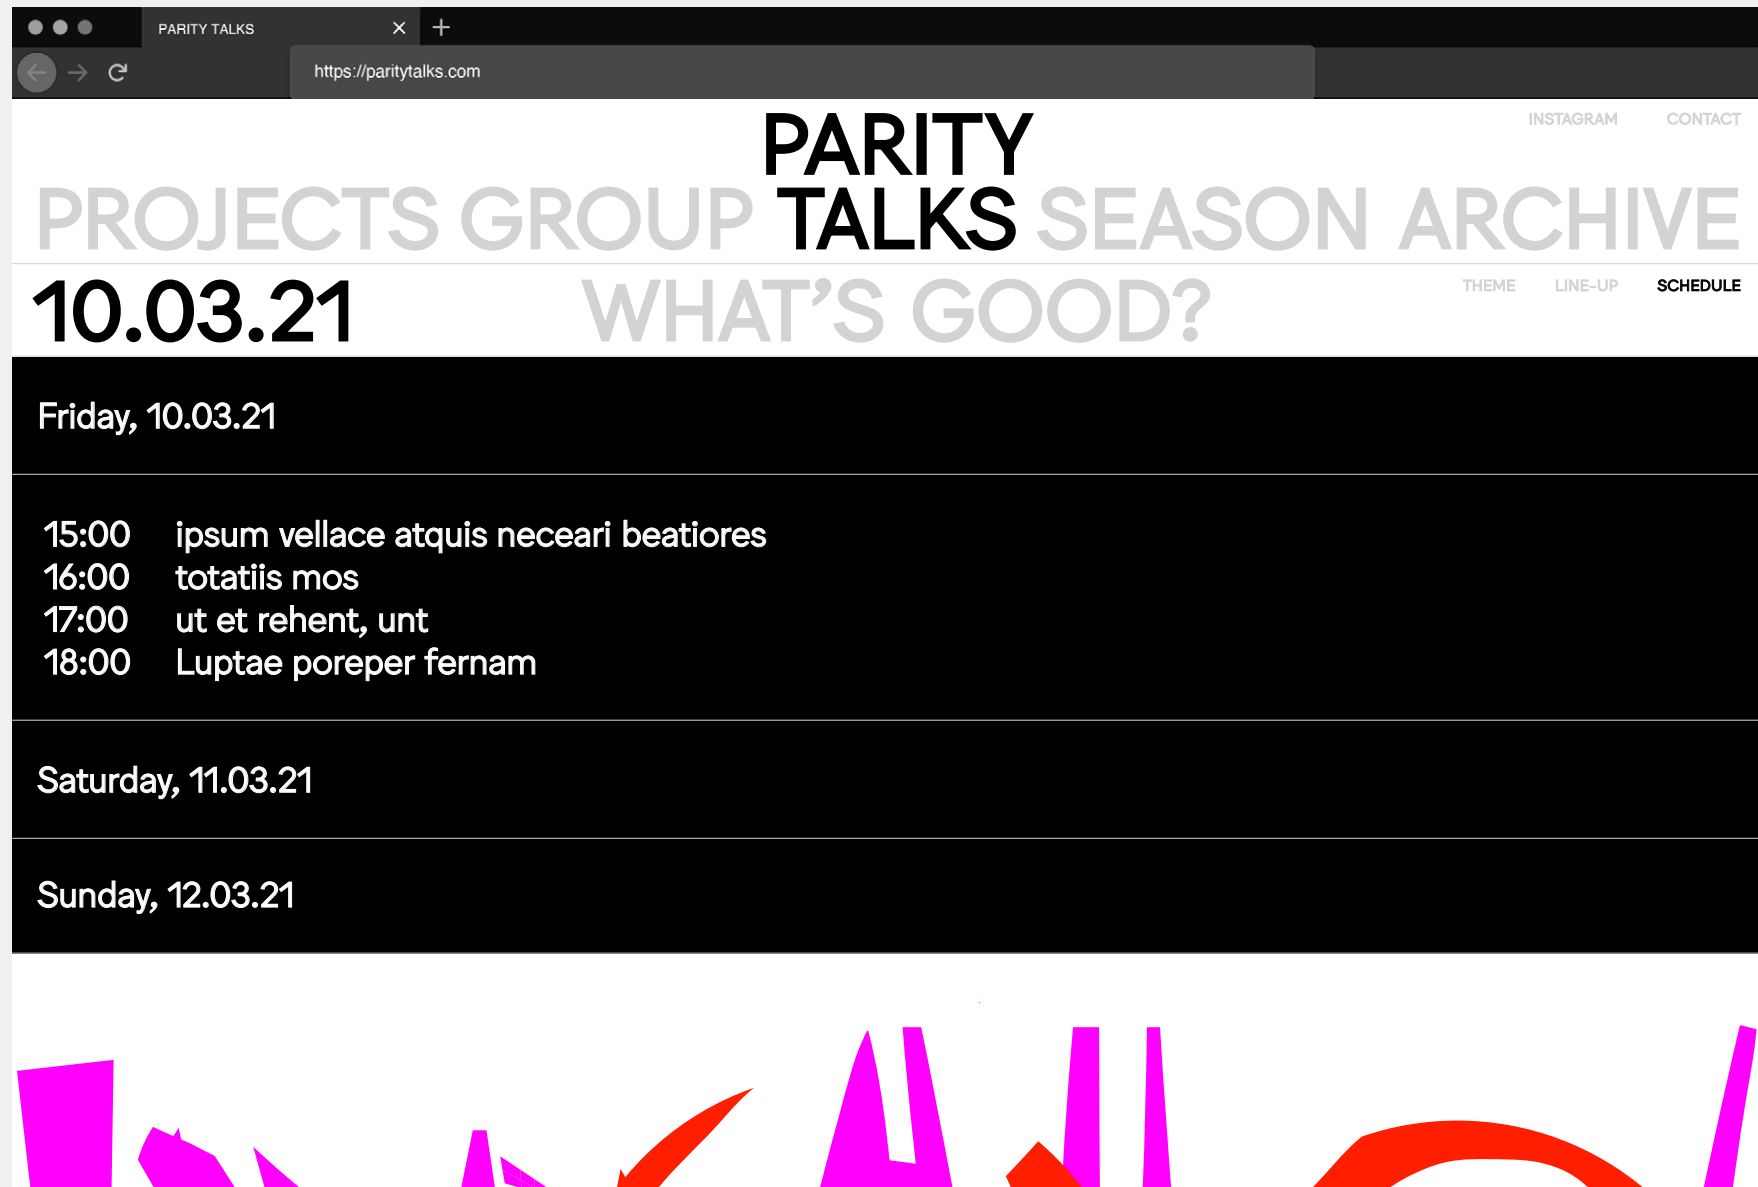 PARITY TALKS
https://paritytalks.com
INSTAGRAM CONTACT
PARITY
PROJECTS GROUP TALKS SEASON ARCHIVE
10.03.21 WHAT’S GOOD? THEME LINE-UP SCHEDULE
Friday, 10.03.21
15:00 ipsum vellace atquis neceari beatiores
16:00 totatiis mos
17:00 ut et rehent, unt
18:00 Luptae poreper fernam
Saturday, 11.03.21
Sunday, 12.03.21